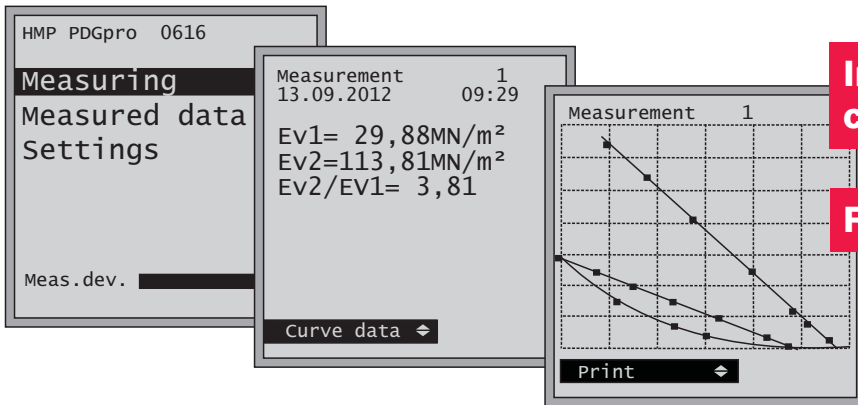 HMP PDGpro 0616
Measuring
Measured data
Settings
Meas.dev.
Measurement 1
13.09.2012 09:29
Ev1= 29,88MN/m²
Ev2=113,81MN/m²
Ev2/EV1= 3,81
Curve data
Measurement 1
Print